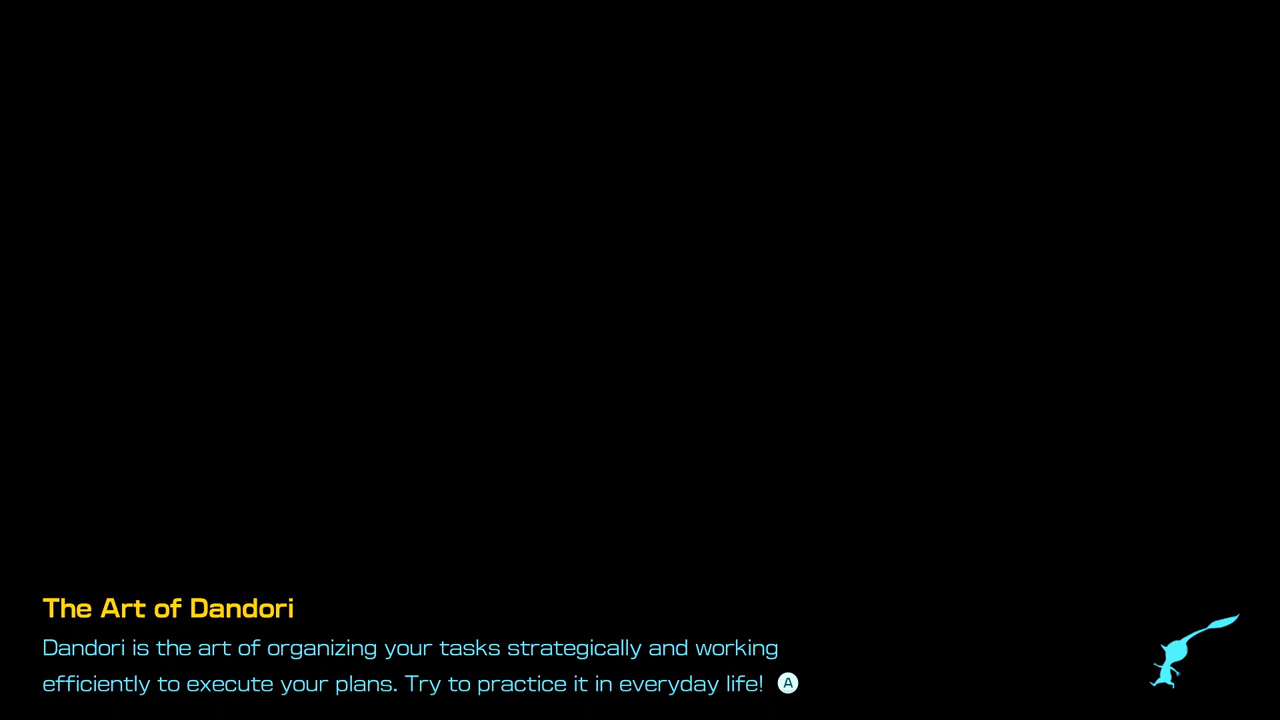 The Art of Dandori
Dandori is the art of organizing your tasks strategically and working
efficiently to execute your plans. Try to practice it in everyday life! A